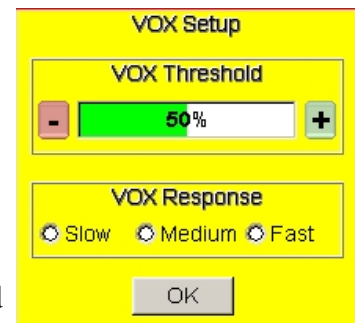 VOX Setup
VOX Threshold
- 50% +
VOX Response
Slow Medium Fast
OK